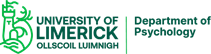 UNIVERSITY OF
LIMERICK
OLLSCOIL LUIMNIGH
Department of
Psychology